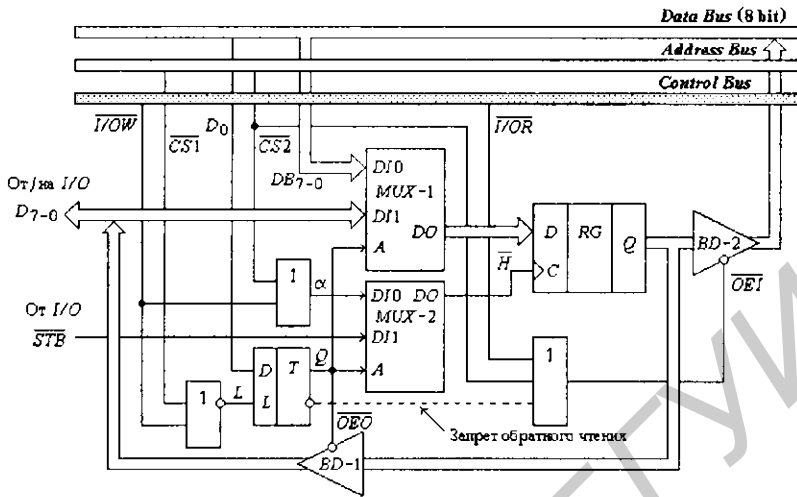 Data Bus (8 bit)
Address Bus
Control Bus
I/OW
D0
CS1
CS2
I/OR
От/на I/O
D7-0
DB7-0
DI0
MUX-1
DI1
DO
A
D
RG
Q
BD-2
H
C
OEI
1
α
DI0
DO
MUX-2
DI1
A
От I/O
STB
1
L
D
T
L
Q
OEO
1
Запрет обратного чтения
BD-1
БГУИ